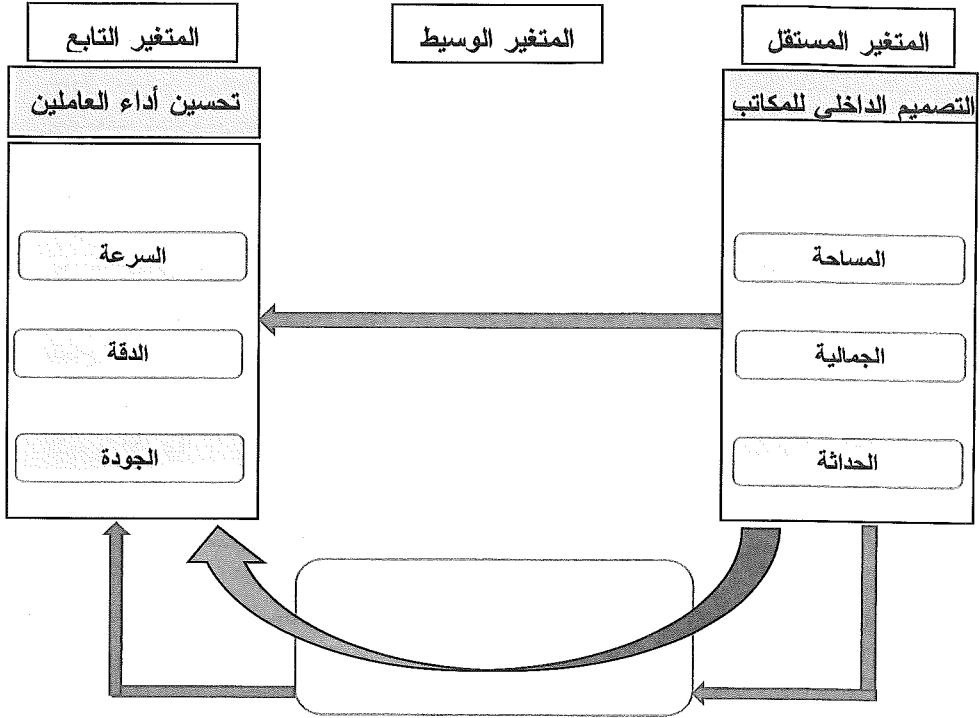 المتغير المستقل
المتغير الوسيط
المتغير التابع
التصميم الداخلي للمكاتب
تحسين أداء العاملين
المساحة
السرعة
الجمالية
الدقة
الحداثة
الجودة